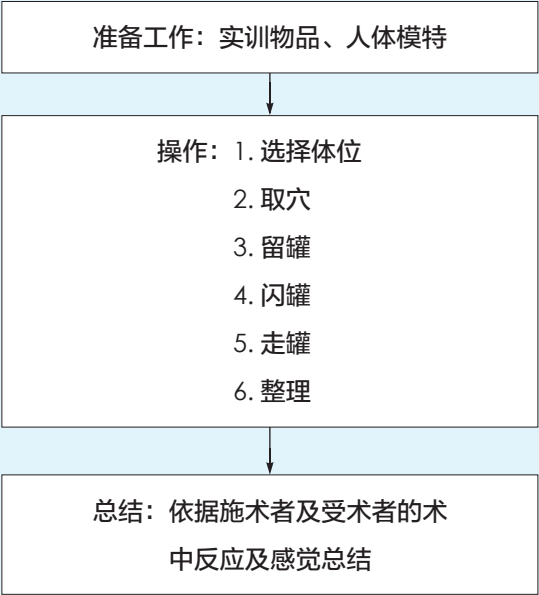 准备工作：实训物品、人体模特
操作：1. 选择体位
2. 取穴
3. 留罐
4. 闪罐
5. 走罐
6. 整理
总结：依据施术者及受术者的术
中反应及感觉总结